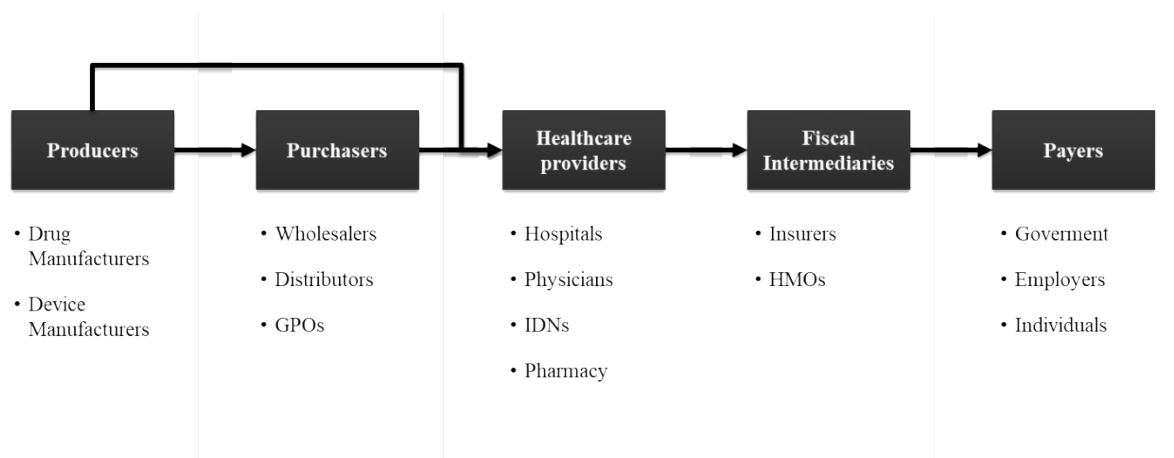 Producers
Purchasers
Healthcare
providers
Fiscal
Intermediaries
Payers
• Drug
Manufacturers
• Device
Manufacturers
• Wholesalers
• Distributors
• GPOs
• Hospitals
• Physicians
• IDNs
• Pharmacy
• Insurers
• HMOs
• Goverment
• Employers
• Individuals